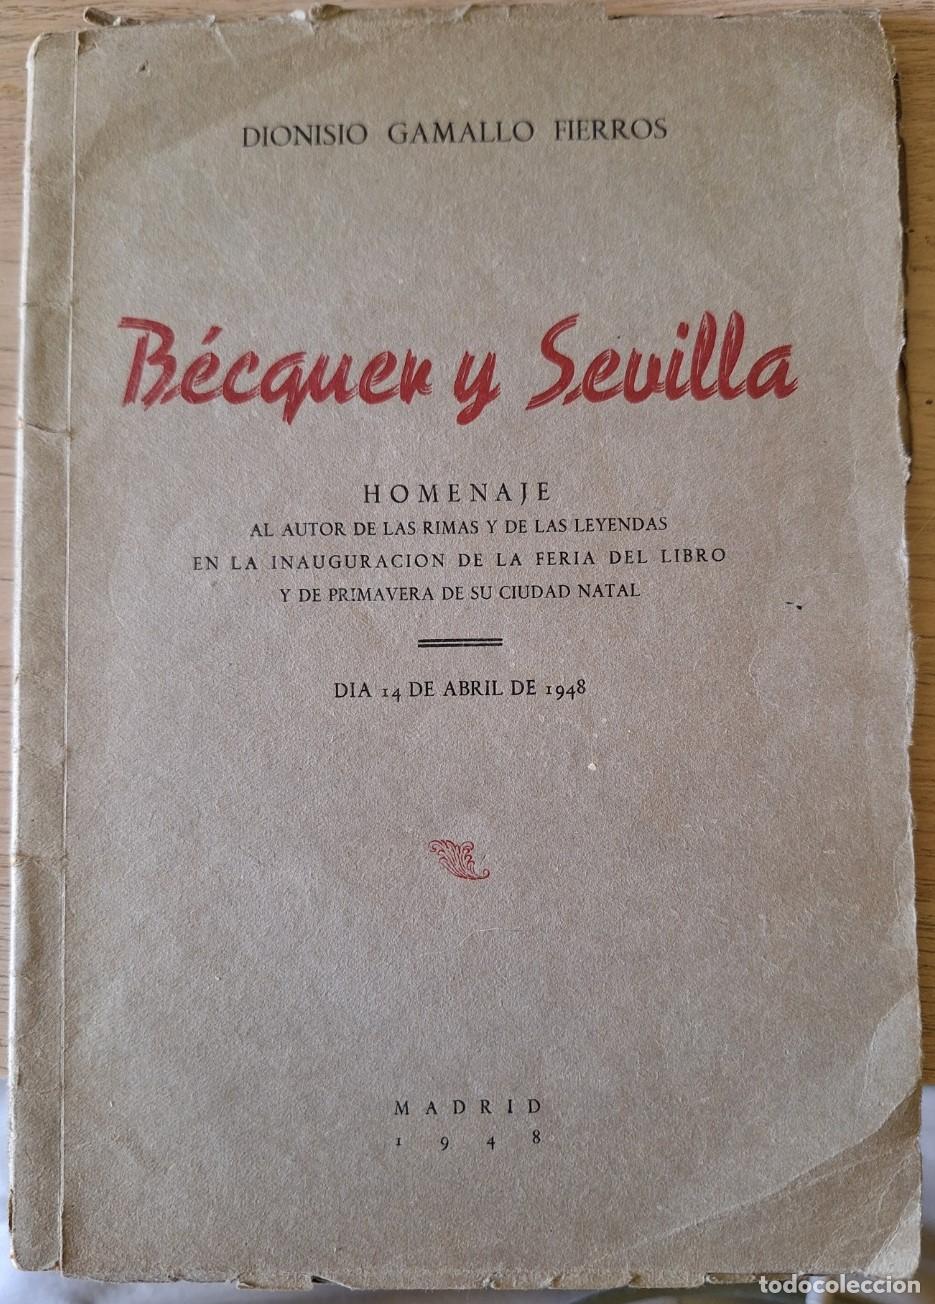 DIONISIO GAMALLO FIERROS
Bécquer y Sevilla
HOMENAJE
AL AUTOR DE LAS RIMAS Y DE LAS LEYENDAS
EN LA INAUGURACION DE LA FERIA DEL LIBRO
Y DE PRIMAVERA DE SU CIUDAD NATAL
DIA 14 DE ABRIL DE 1948
MADRID
1948
todocoleccion